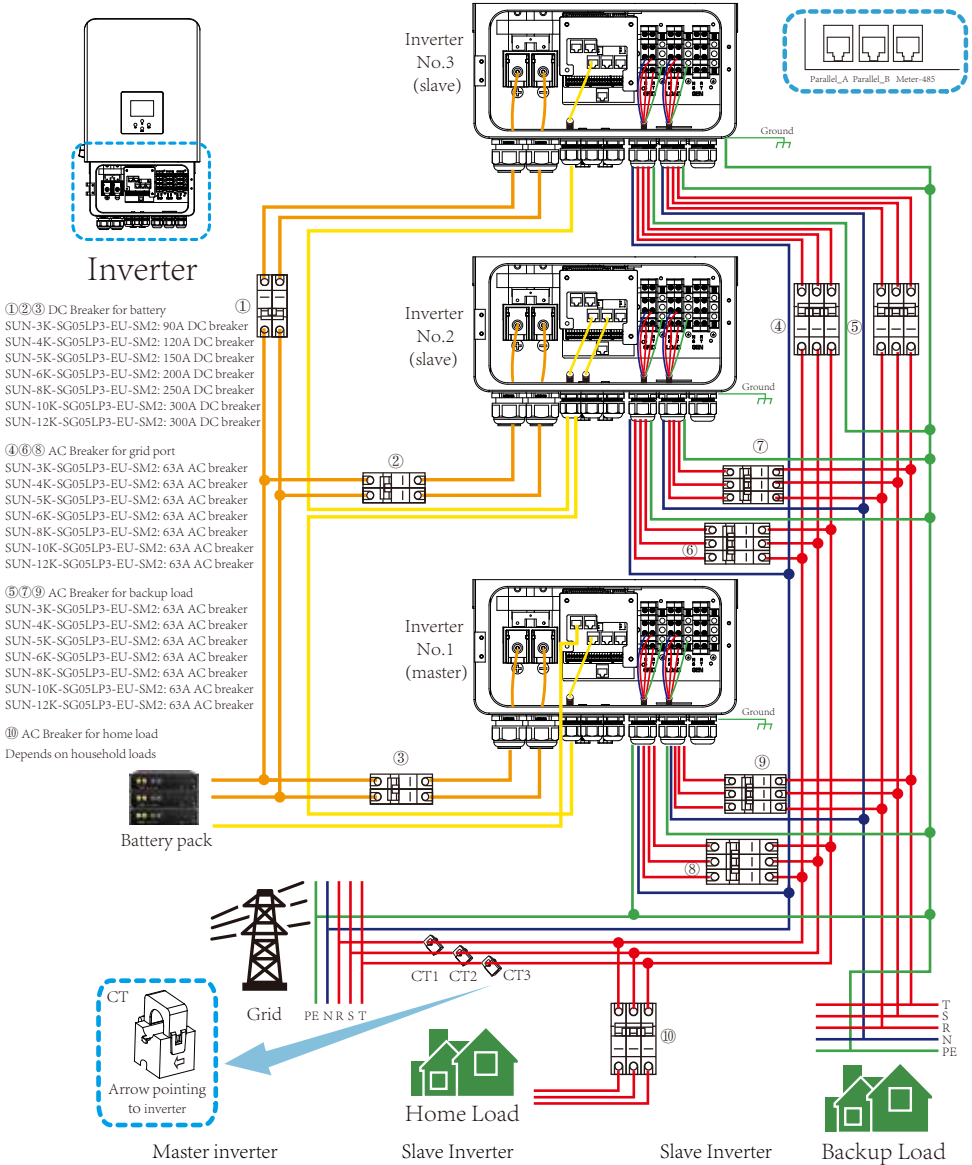 Inverter
No.3
(slave)
Parallel_A Parallel_B Meter-485
Ground
GEN
LOAD
GRID
Inverter
①②③ DC Breaker for battery
SUN-3K-SG05LP3-EU-SM2: 90A DC breaker
SUN-4K-SG05LP3-EU-SM2: 120A DC breaker
SUN-5K-SG05LP3-EU-SM2: 150A DC breaker
SUN-6K-SG05LP3-EU-SM2: 200A DC breaker
SUN-8K-SG05LP3-EU-SM2: 250A DC breaker
SUN-10K-SG05LP3-EU-SM2: 300A DC breaker
SUN-12K-SG05LP3-EU-SM2: 300A DC breaker
①
Inverter
No.2
(slave)
④
⑤
Ground
②
⑦
⑥
④⑥⑧ AC Breaker for grid port
SUN-3K-SG05LP3-EU-SM2: 63A AC breaker
SUN-4K-SG05LP3-EU-SM2: 63A AC breaker
SUN-5K-SG05LP3-EU-SM2: 63A AC breaker
SUN-6K-SG05LP3-EU-SM2: 63A AC breaker
SUN-8K-SG05LP3-EU-SM2: 63A AC breaker
SUN-10K-SG05LP3-EU-SM2: 63A AC breaker
SUN-12K-SG05LP3-EU-SM2: 63A AC breaker
⑤⑦⑨ AC Breaker for backup load
SUN-3K-SG05LP3-EU-SM2: 63A AC breaker
SUN-4K-SG05LP3-EU-SM2: 63A AC breaker
SUN-5K-SG05LP3-EU-SM2: 63A AC breaker
SUN-6K-SG05LP3-EU-SM2: 63A AC breaker
SUN-8K-SG05LP3-EU-SM2: 63A AC breaker
SUN-10K-SG05LP3-EU-SM2: 63A AC breaker
SUN-12K-SG05LP3-EU-SM2: 63A AC breaker
⑩ AC Breaker for home load
Depends on household loads
Inverter
No.1
(master)
Ground
③
⑨
⑧
Battery pack
CT1 CT2 CT3
Grid
PE N R S T
CT
Arrow pointing
to inverter
⑩
Home Load
T
S
R
N
PE
Backup Load
Master inverter Slave Inverter Slave Inverter